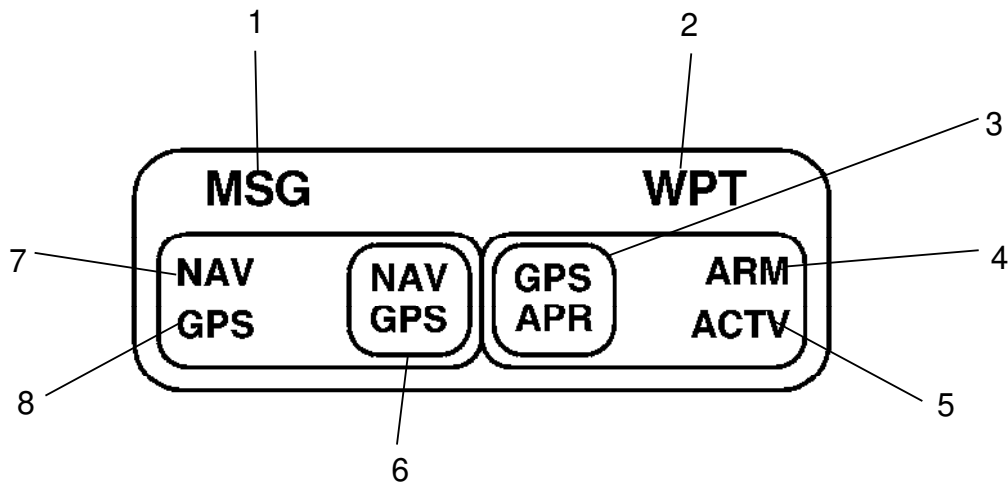 1 2
3
MSG WPT
7 NAV NAV GPS ARM 4
GPS GPS APR ACTV
8 5
6